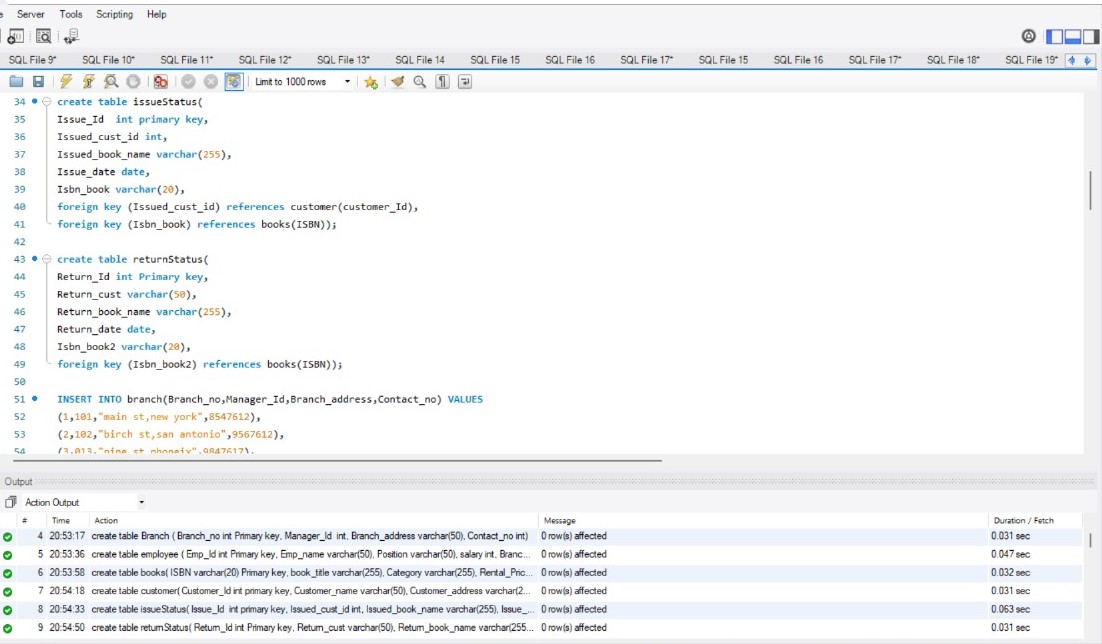 Server Tools Scripting Help
SQL File 9* SQL File 10* SQL File 11* SQL File 12* SQL File 13* SQL File 14 SQL File 15 SQL File 16 SQL File 17* SQL File 15 SQL File 16 SQL File 17* SQL File 18* SQL File 19*
Limit to 1000 rows
34 create table issueStatus(
35 Issue_Id int primary key,
36 Issued_cust_id int,
37 Issued_book_name varchar(255),
38 Issue_date date,
39 Isbn_book varchar(20),
40 foreign key (Issued_cust_id) references customer(customer_Id),
41 foreign key (Isbn_book) references books(ISBN));
42
43 create table returnStatus(
44 Return_Id int Primary key,
45 Return_cust varchar(50),
46 Return_book_name varchar(255),
47 Return_date date,
48 Isbn_book2 varchar(20),
49 foreign key (Isbn_book2) references books(ISBN));
50
51 INSERT INTO branch(Branch_no,Manager_Id,Branch_address,Contact_no) VALUES
52 (1,101,"main st,new york",8547612),
53 (2,102,"birch st,san antonio",9567612),
54 (3,013,"pine st,phoneix",9847617),
Output
Action Output
# Time Action Message Duration / Fetch
4 20:53:17 create table Branch ( Branch_no int Primary key, Manager_Id int, Branch_address varchar(50), Contact_no int) 0 row(s) affected 0.031 sec
5 20:53:36 create table employee ( Emp_Id int Primary key, Emp_name varchar(50), Position varchar(50), salary int, Branc... 0 row(s) affected 0.047 sec
6 20:53:58 create table books( ISBN varchar(20) Primary key, book_title varchar(255), Category varchar(255), Rental_Pric... 0 row(s) affected 0.032 sec
7 20:54:18 create table customer( Customer_Id int primary key, Customer_name varchar(50), Customer_address varchar(2... 0 row(s) affected 0.031 sec
8 20:54:33 create table issueStatus( Issue_Id int primary key, Issued_cust_id int, Issued_book_name varchar(255), Issue_... 0 row(s) affected 0.063 sec
9 20:54:50 create table returnStatus( Return_Id int Primary key, Return_cust varchar(50), Return_book_name varchar(255... 0 row(s) affected 0.031 sec